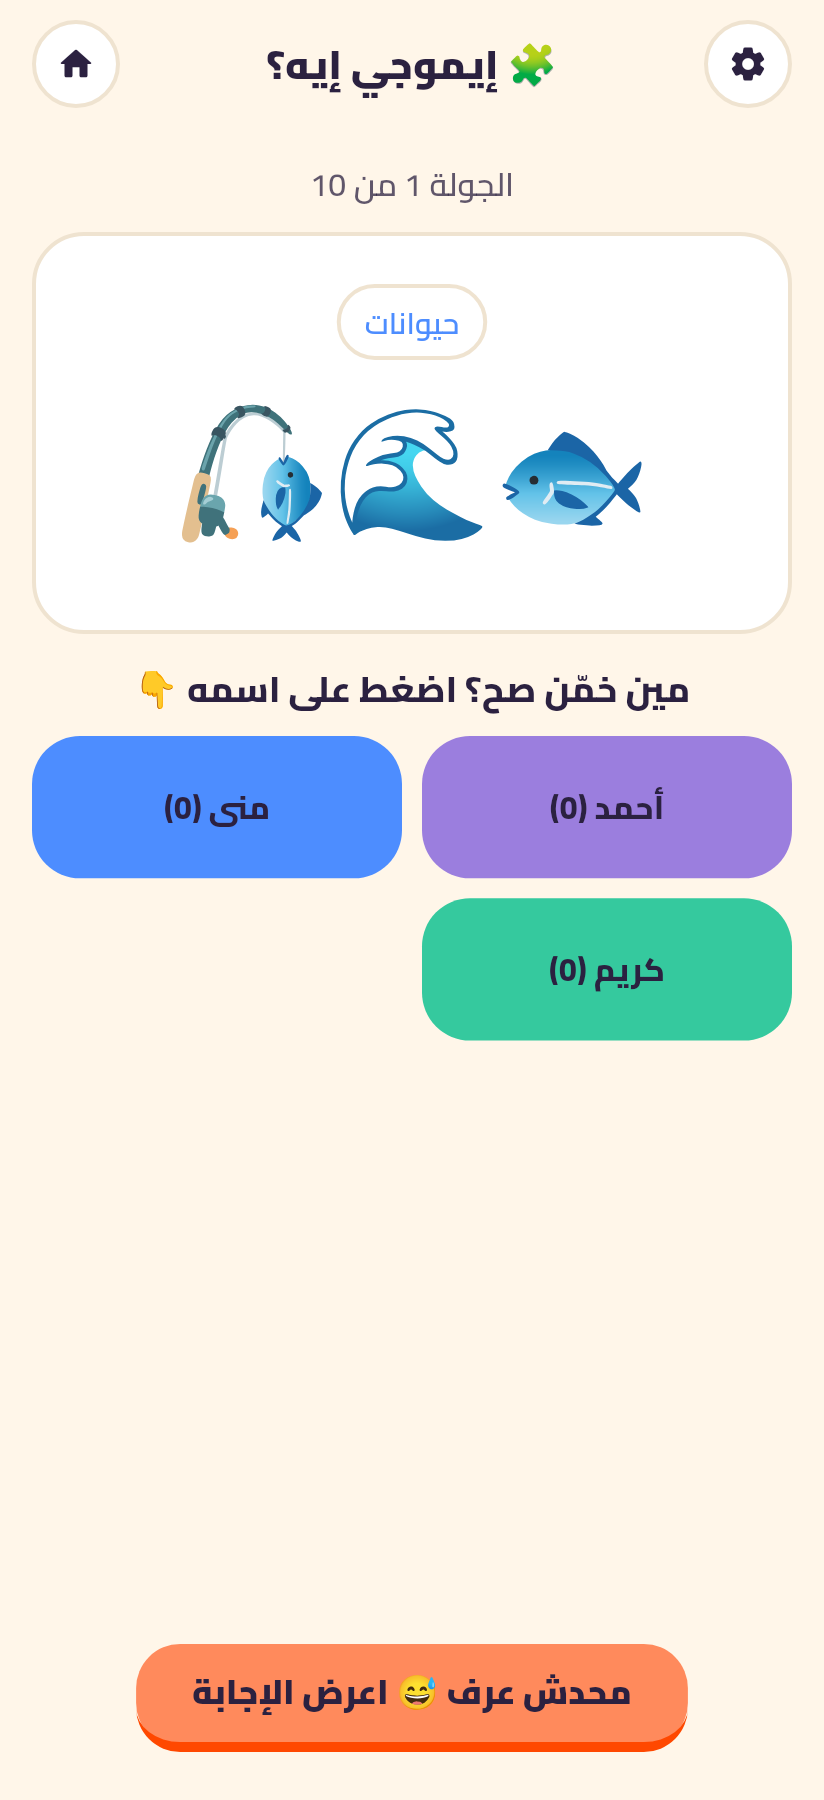 🧩 إيموجي إيه؟
الجولة 1 من 10
حيوانات
🐟🌊🎣
مين خمّن صح؟ اضغط على اسمه 👇
أحمد (0)
منى (0)
كريم (0)
محدش عرف 😅 اعرض الإجابة